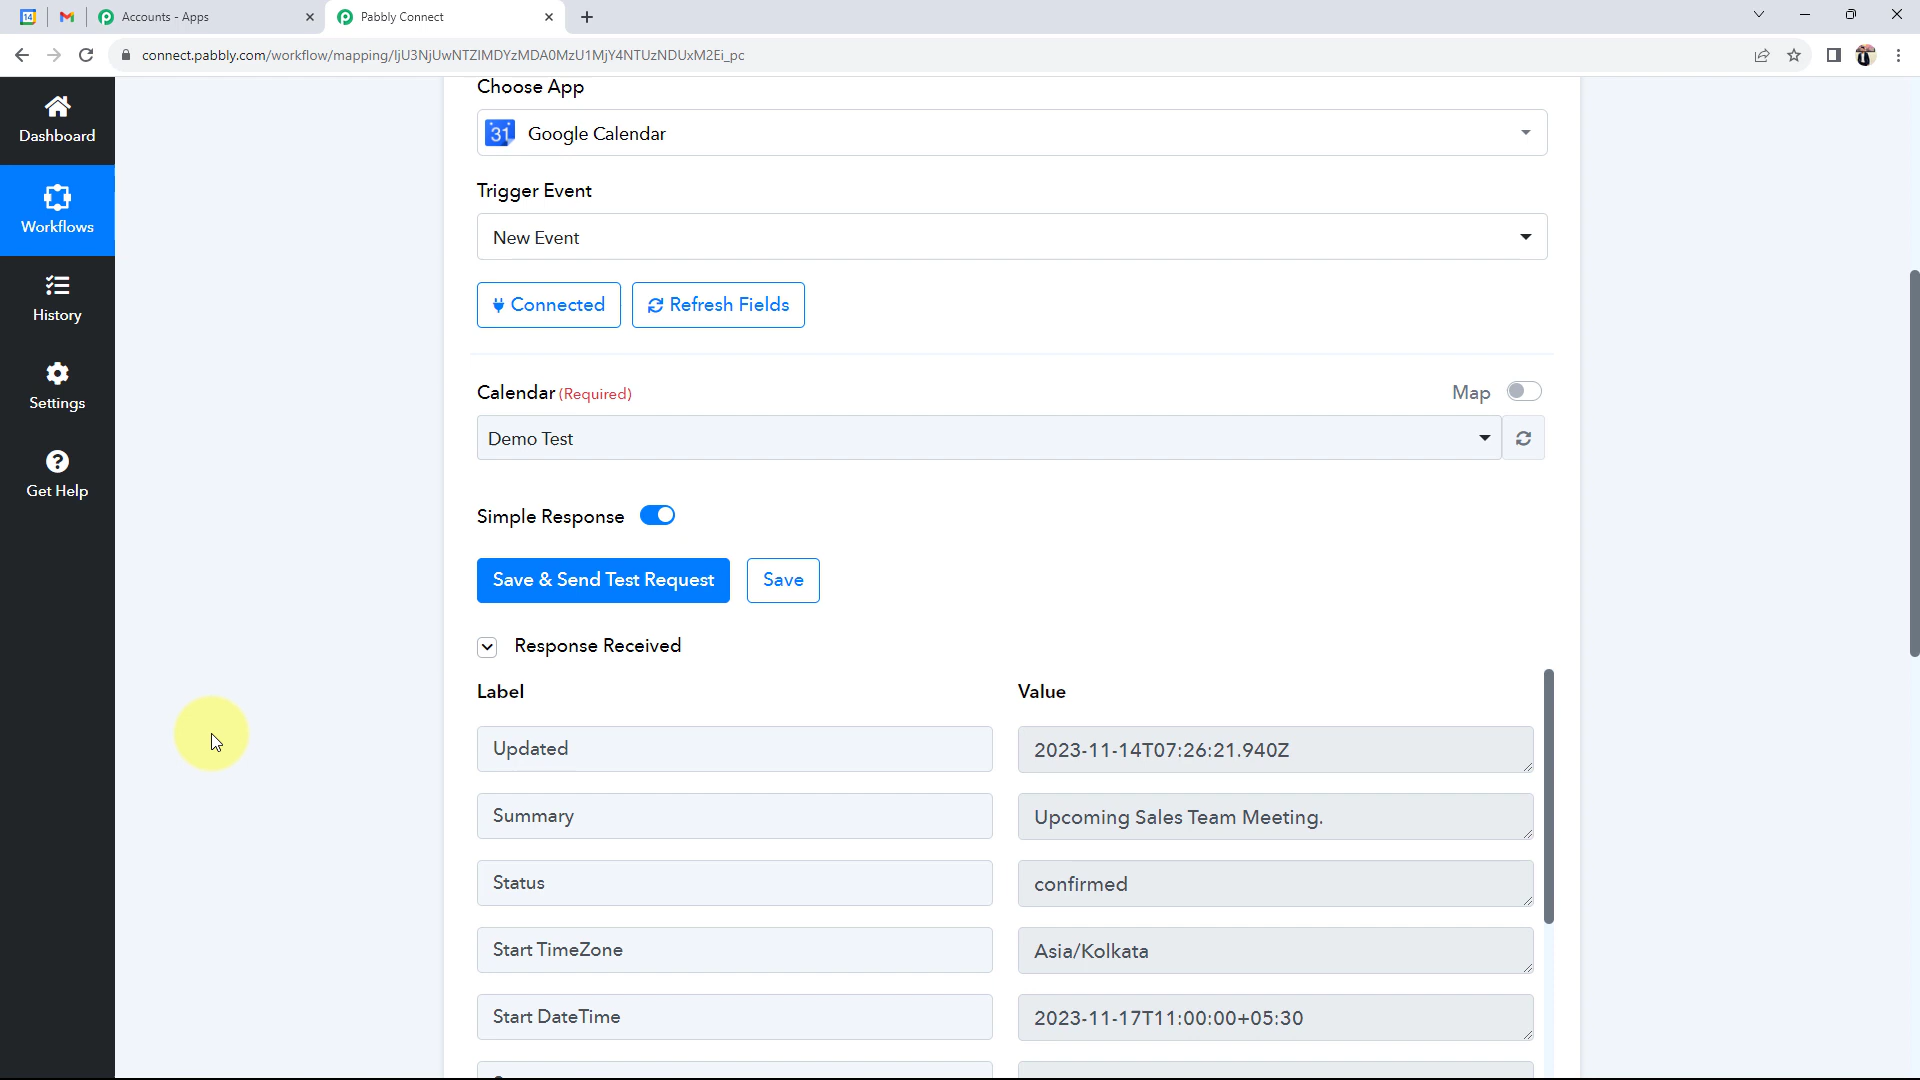 14
Accounts - Apps
Pabbly Connect
connect.pabbly.com/workflow/mapping/IjU3NjUwNTZlMDYzMDA0MzU1MjY4NTUzNDUxM2Ei_pc
Dashboard
Workflows
History
Settings
Get Help
Choose App
31 Google Calendar
Trigger Event
New Event
Connected
Refresh Fields
Calendar (Required)
Map
Demo Test
Simple Response
Save & Send Test Request
Save
Response Received
Label
Value
Updated
2023-11-14T07:26:21.940Z
Summary
Upcoming Sales Team Meeting.
Status
confirmed
Start TimeZone
Asia/Kolkata
Start DateTime
2023-11-17T11:00:00+05:30